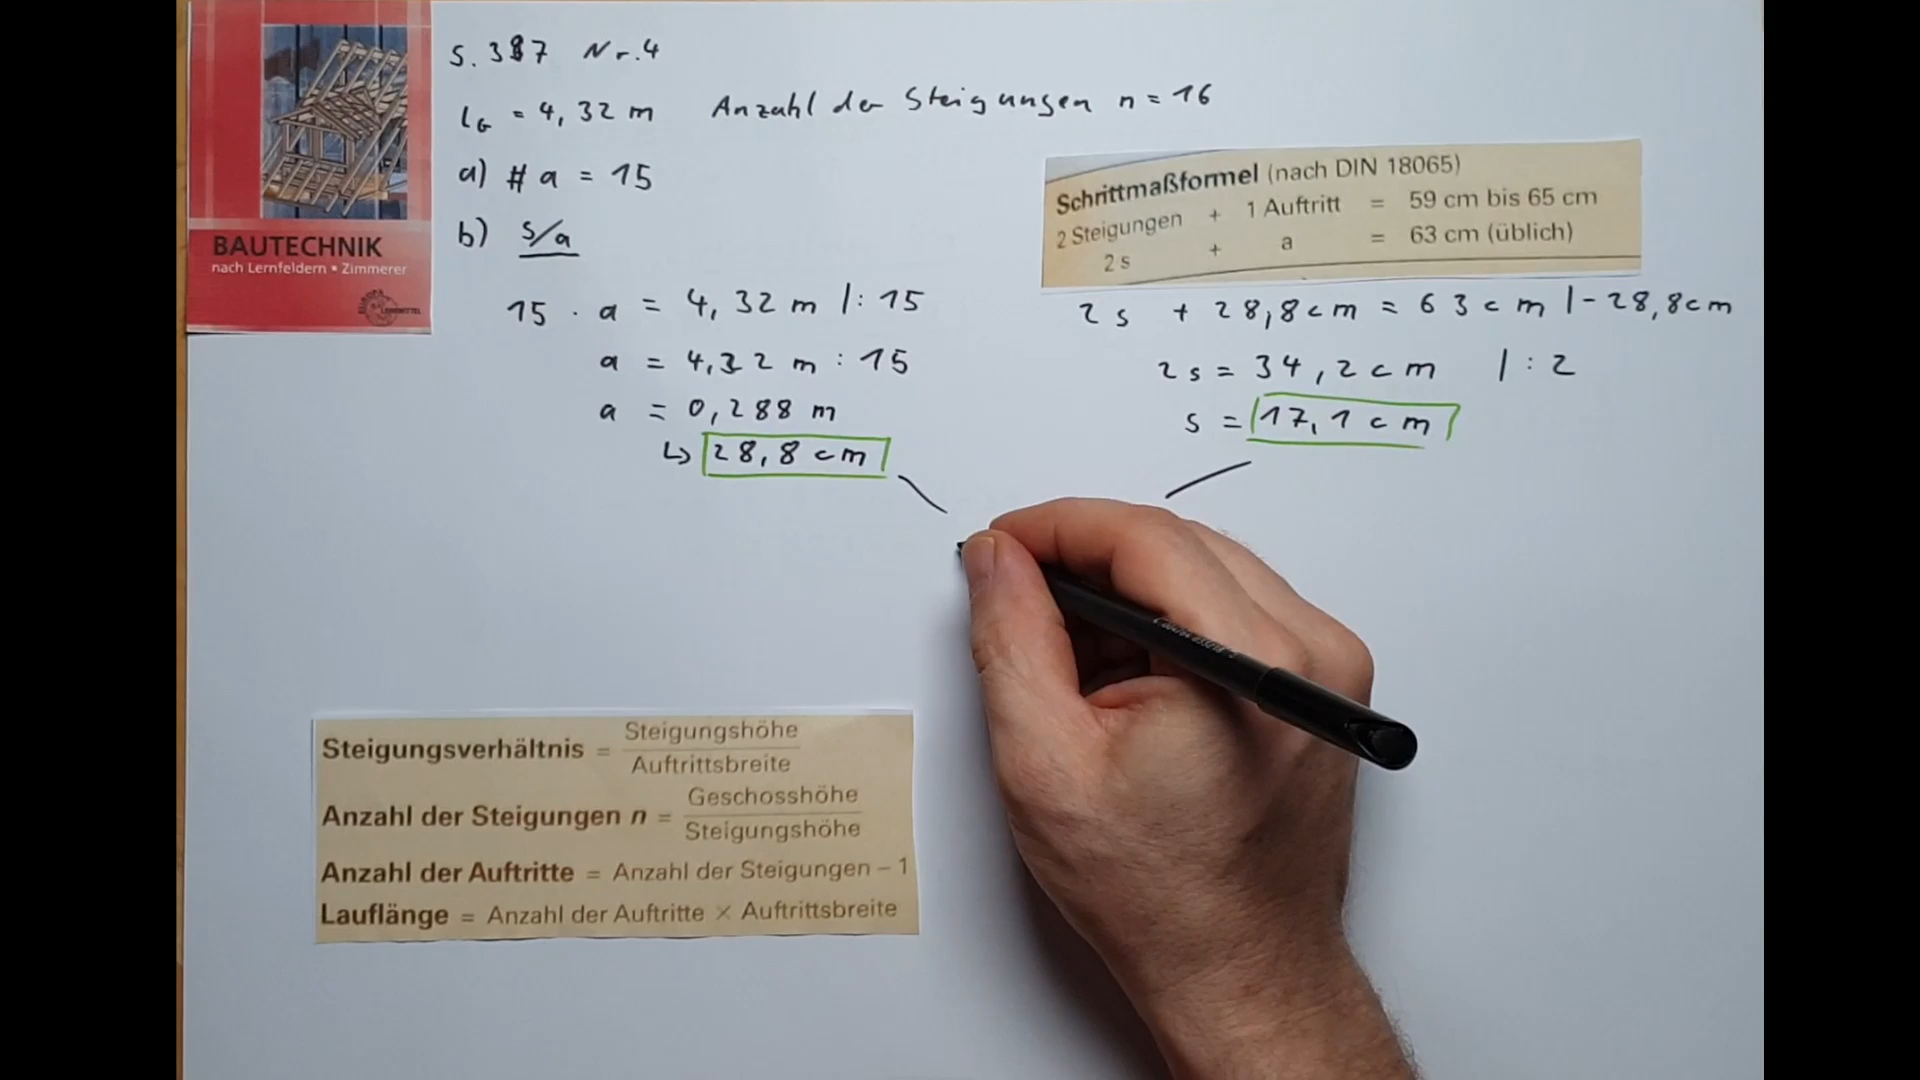 S. 387 Nr. 4
lG = 4,32 m Anzahl der Steigungen n = 16
a) # a = 15
b) s/a
15 · a = 4,32 m |: 15
a = 4,32 m : 15
a = 0,288 m
↳ 28,8 cm
BAUTECHNIK
nach Lernfeldern • Zimmerer
EUROPA
LEHRMITTEL
Schrittmaßformel (nach DIN 18065)
2 Steigungen + 1 Auftritt = 59 cm bis 65 cm
2 s + a = 63 cm (üblich)
2s + 28,8 cm = 63 cm |- 28,8 cm
2s = 34,2 cm |: 2
s = 17,1 cm
Steigungsverhältnis = Steigungshöhe
Auftrittsbreite
Anzahl der Steigungen n = Geschosshöhe
Steigungshöhe
Anzahl der Auftritte = Anzahl der Steigungen – 1
Lauflänge = Anzahl der Auftritte × Auftrittsbreite